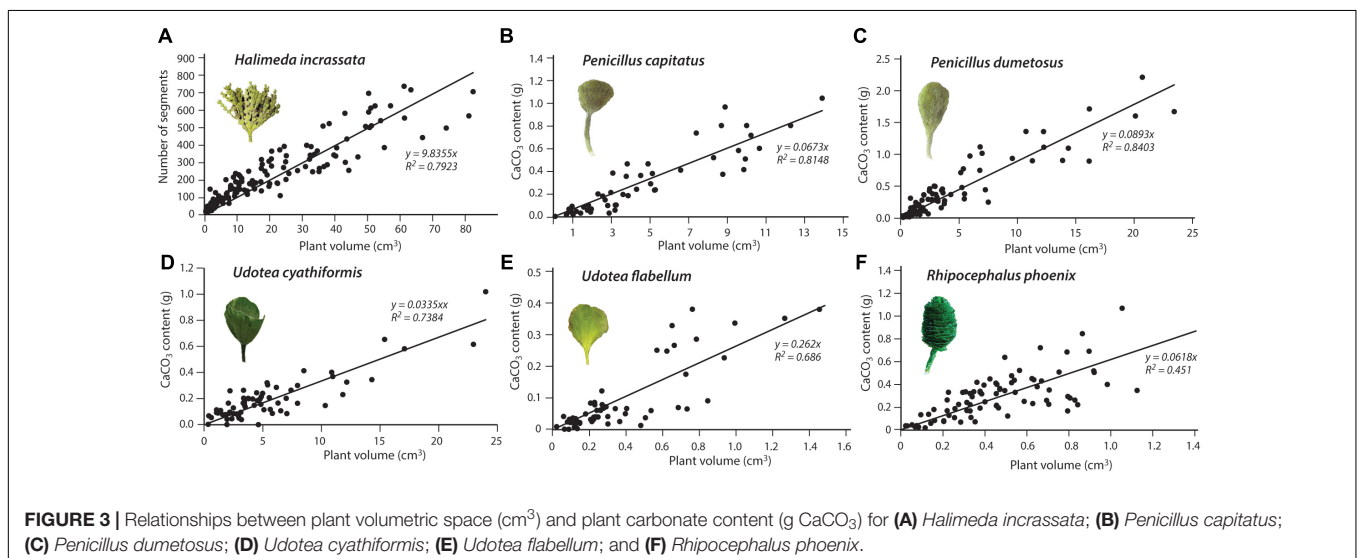 A
Halimeda incrassata
Number of segments
900
800
700
600
500
400
300
200
100
0
y = 9.8355x
R² = 0.7923
0 10 20 30 40 50 60 70 80
Plant volume (cm³)
B
Penicillus capitatus
CaCO₃ content (g)
1.4
1.2
1.0
0.8
0.6
0.4
0.2
0.0
y = 0.0673x
R² = 0.8148
1 3 3 5 7 9 11 13 15
Plant volume (cm³)
C
Penicillus dumetosus
CaCO₃ content (g)
2.5
2.0
1.5
1.0
0.5
0.0
y = 0.0893x
R² = 0.8403
0 5 10 15 20 25
Plant volume (cm³)
D
Udotea cyathiformis
CaCO₃ content (g)
1.2
1.0
0.8
0.6
0.4
0.2
0.0
y = 0.0335xx
R² = 0.7384
0 5 10 15 20 25
Plant volume (cm³)
E
Udotea flabellum
CaCO₃ content (g)
0.5
0.4
0.3
0.2
0.1
0
y = 0.262x
R² = 0.686
0 0.2 0.4 0.6 0.8 1.0 1.2 1.4 1.6
Plant volume (cm³)
F
Rhipocephalus phoenix
CaCO₃ content (g)
1.4
1.2
1.0
0.8
0.6
0.4
0.2
0
y = 0.0618x
R² = 0.451
0 0.2 0.4 0.6 0.8 1.0 1.2 1.4
Plant volume (cm³)
FIGURE 3 | Relationships between plant volumetric space (cm³) and plant carbonate content (g CaCO₃) for (A) Halimeda incrassata; (B) Penicillus capitatus;
(C) Penicillus dumetosus; (D) Udotea cyathiformis; (E) Udotea flabellum; and (F) Rhipocephalus phoenix.